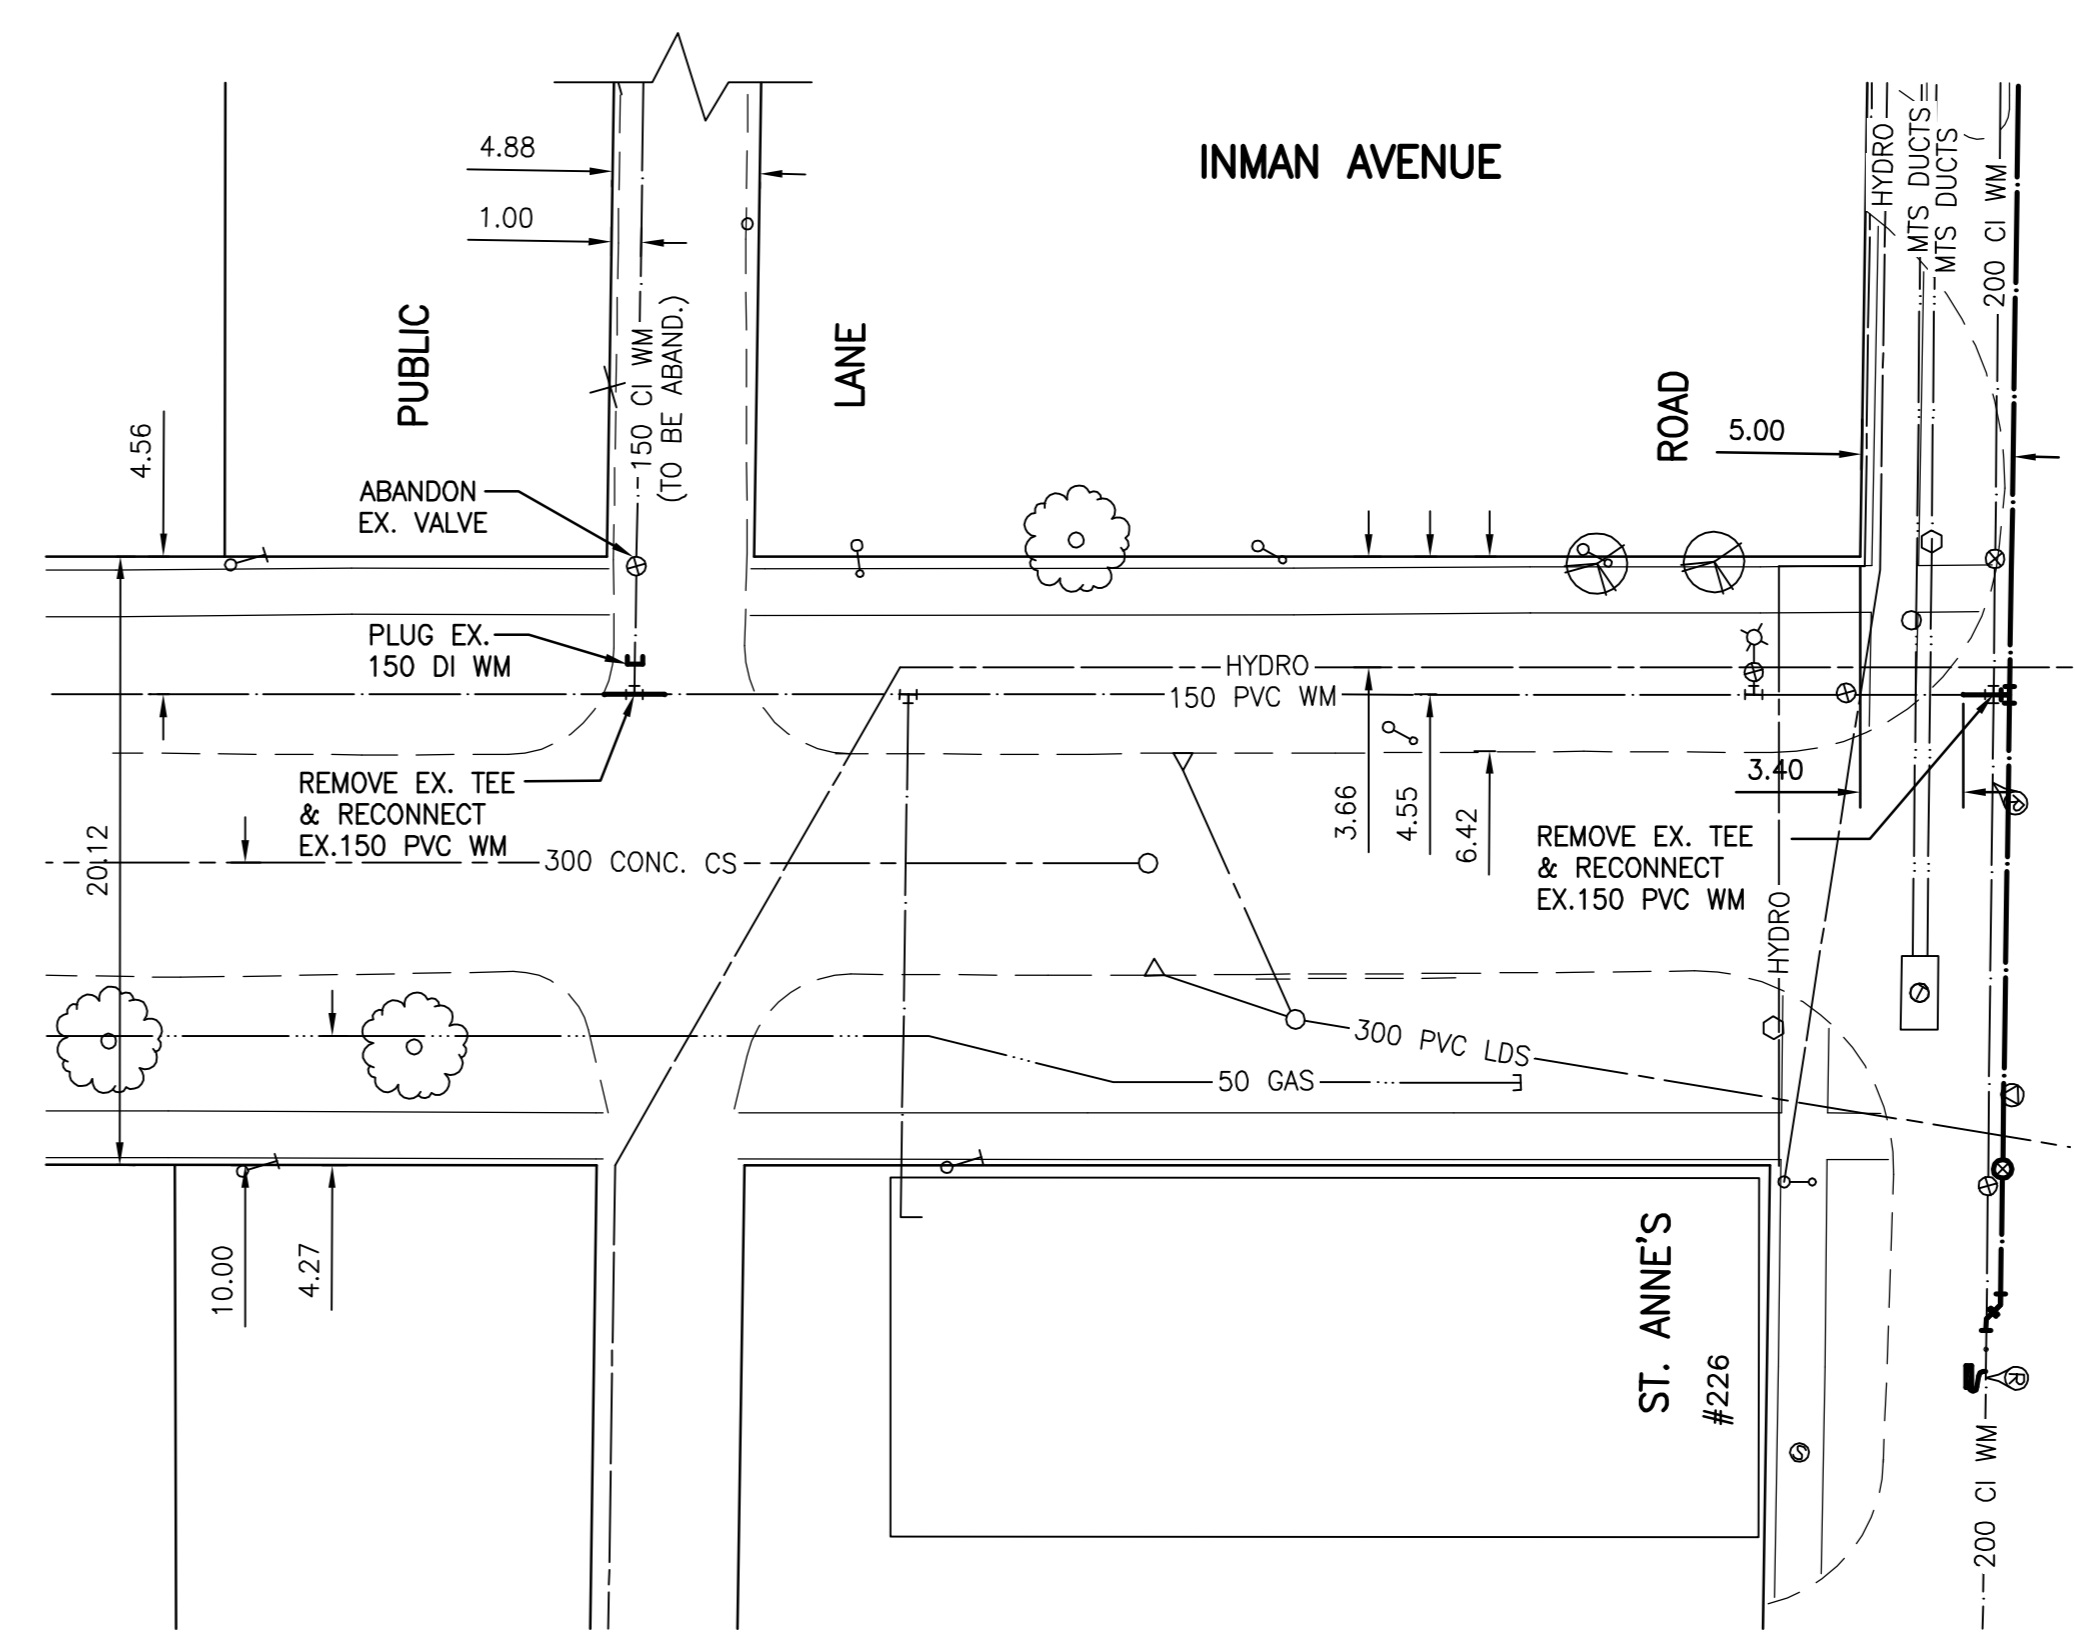 INMAN AVENUE
4.88
1.00
PUBLIC
LANE
150 CI WM
(TO BE ABAND.)
HYDRO
MTS DUCTS
MTS DUCTS
200 CI WM
ROAD
5.00
4.56
ABANDON
EX. VALVE
PLUG EX.
150 DI WM
HYDRO
150 PVC WM
REMOVE EX. TEE
& RECONNECT
EX.150 PVC WM
20.12
300 CONC. CS
3.66
4.55
6.42
3.40
R
REMOVE EX. TEE
& RECONNECT
EX.150 PVC WM
HYDRO
300 PVC LDS
50 GAS
10.00
4.27
ST. ANNE'S
#226
R
S
200 CI WM